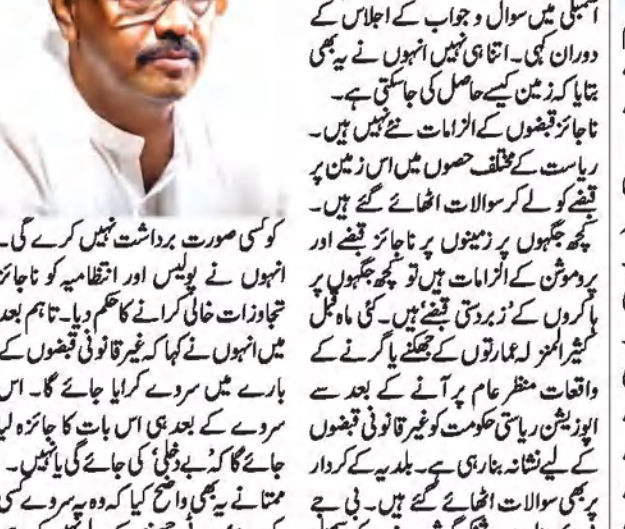 اسمبلی میں سوال و جواب کے اجلاس کے
دوران کہی۔ اتنا ہی نہیں انہوں نے یہ بھی
بتایا کہ زمین کیسے حاصل کی جاسکتی ہے۔
ناجائز قبضوں کے الزامات نئے نہیں ہیں۔
ریاست کے مختلف حصوں میں اس زمین پر
قبضے کو لے کر سوالات اٹھائے گئے ہیں۔
کچھ جگہوں پر زمینوں پر ناجائز قبضے اور
پروموشن کے الزامات ہیں تو کچھ جگہوں پر
ہاکروں کے ’زبردستی قبضے‘ ہیں۔ کئی ماہ قبل
کثیرالمنز لہ عمارتوں کے جھکنے یا گرنے کے
واقعات منظر عام پر آنے کے بعد سے
اپوزیشن ریاستی حکومت کو غیر قانونی قبضوں
کے لیے نشانہ بنارہی ہے۔ بلدیہ کے کردار
پر بھی سوالات اٹھائے گئے ہیں۔ بی جے
کو کسی صورت برداشت نہیں کرے گی۔
انہوں نے پولیس اور انتظامیہ کو ناجائز
تجاوزات خالی کرانے کا حکم دیا۔ تاہم بعد
میں انہوں نے کہا کہ غیر قانونی قبضوں کے
بارے میں سروے کرایا جائے گا۔ اس
سروے کے بعد ہی اس بات کا جائزہ لیا
جائے گا کہ ’بے دخلی‘ کی جائے گی یا نہیں۔
ممتا نے یہ بھی واضح کیا کہ وہ یہ سروے کسی